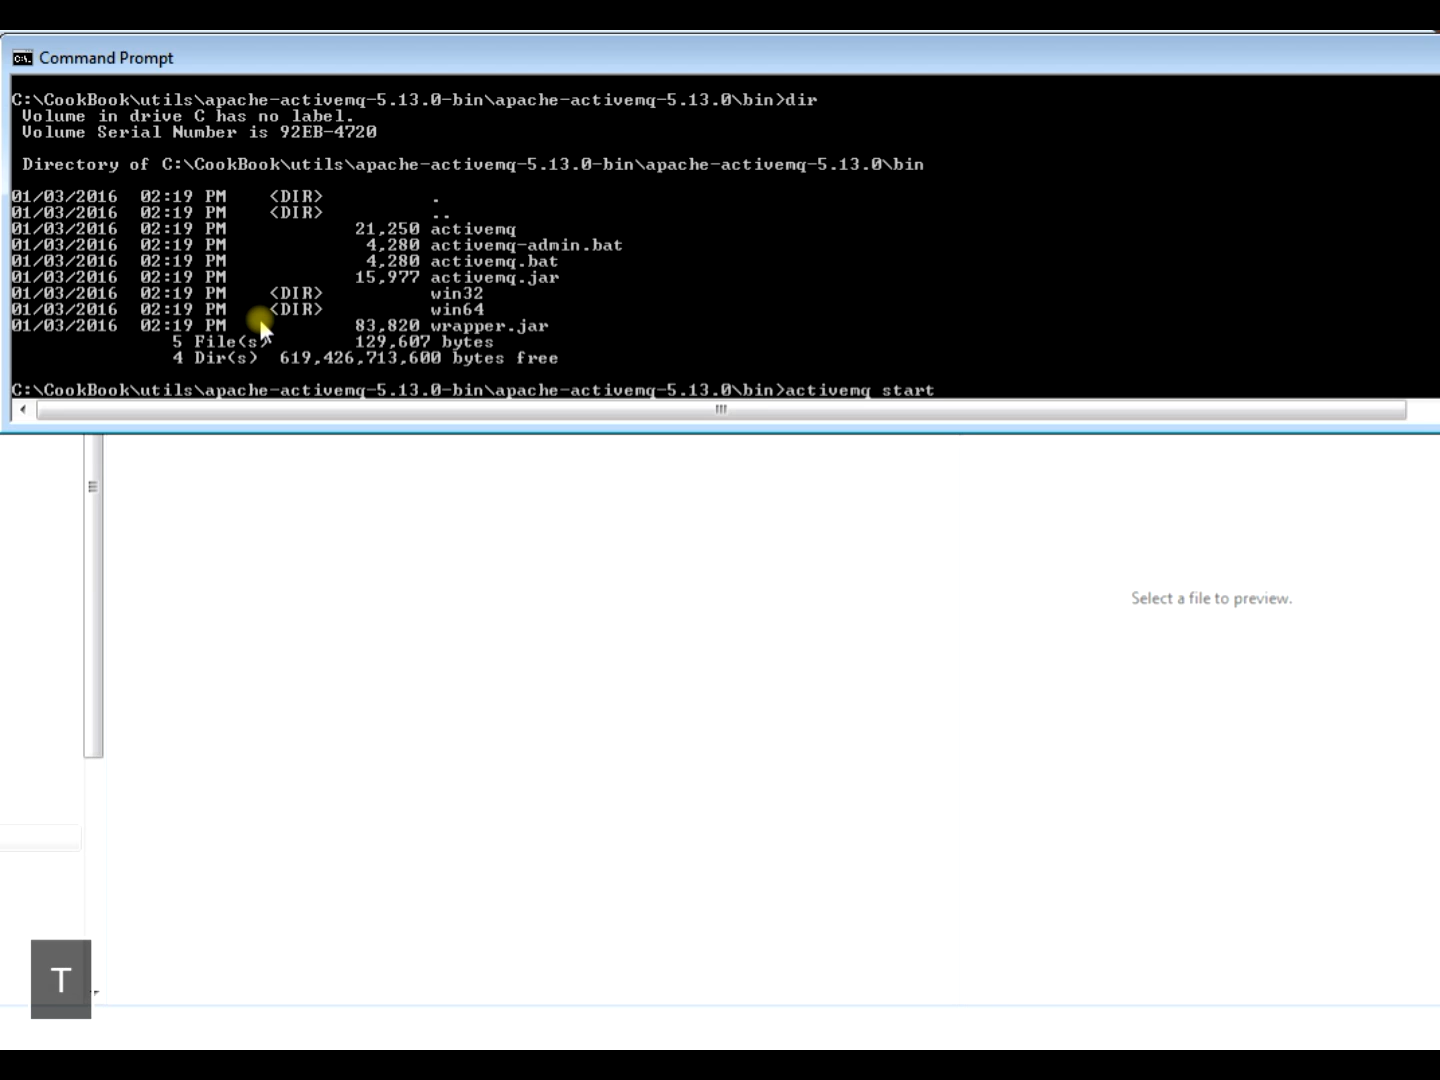 Command Prompt
C:\CookBook\utils\apache-activemq-5.13.0-bin\apache-activemq-5.13.0\bin>dir
Volume in drive C has no label.
Volume Serial Number is 92EB-4720
Directory of C:\CookBook\utils\apache-activemq-5.13.0-bin\apache-activemq-5.13.0\bin
01/03/2016 02:19 PM <DIR> .
01/03/2016 02:19 PM <DIR> ..
01/03/2016 02:19 PM 21,250 activemq
01/03/2016 02:19 PM 4,280 activemq-admin.bat
01/03/2016 02:19 PM 4,280 activemq.bat
01/03/2016 02:19 PM 15,977 activemq.jar
01/03/2016 02:19 PM <DIR> win32
01/03/2016 02:19 PM <DIR> win64
01/03/2016 02:19 PM 83,820 wrapper.jar
5 File(s) 129,607 bytes
4 Dir(s) 619,426,713,600 bytes free
C:\CookBook\utils\apache-activemq-5.13.0-bin\apache-activemq-5.13.0\bin>activemq start
Select a file to preview.
T